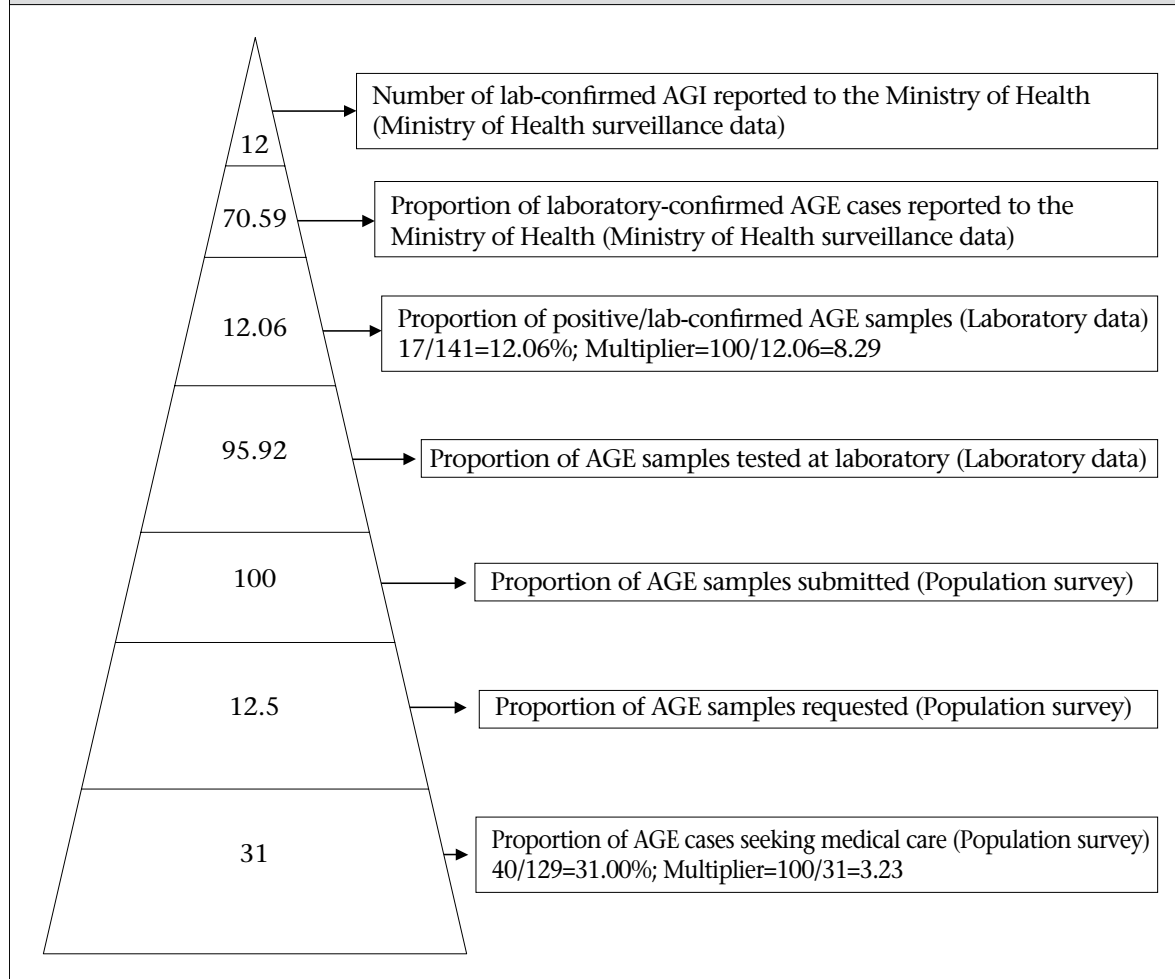 Number of lab-confirmed AGI reported to the Ministry of Health
(Ministry of Health surveillance data)
12
70.59
Proportion of laboratory-confirmed AGE cases reported to the
Ministry of Health (Ministry of Health surveillance data)
12.06
Proportion of positive/lab-confirmed AGE samples (Laboratory data)
17/141=12.06%; Multiplier=100/12.06=8.29
95.92
Proportion of AGE samples tested at laboratory (Laboratory data)
100
Proportion of AGE samples submitted (Population survey)
12.5
Proportion of AGE samples requested (Population survey)
31
Proportion of AGE cases seeking medical care (Population survey)
40/129=31.00%; Multiplier=100/31=3.23